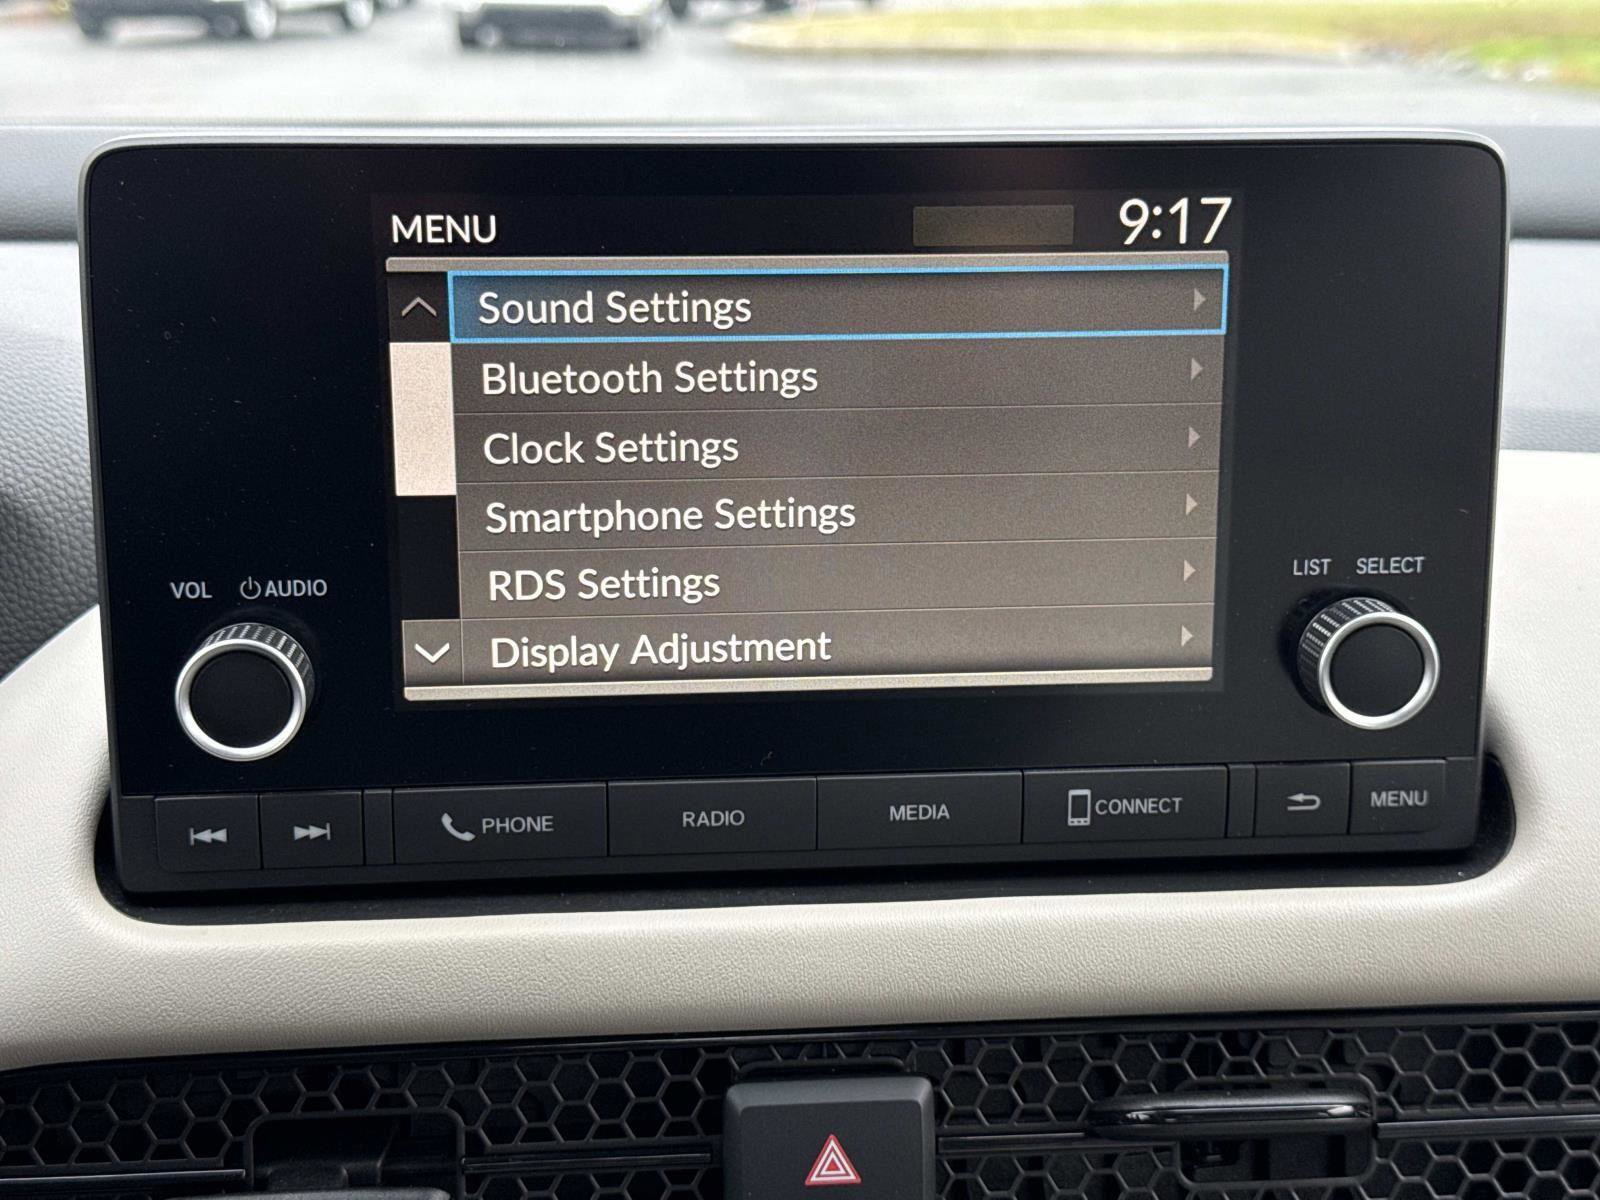 MENU 9:17
Sound Settings
Bluetooth Settings
Clock Settings
Smartphone Settings
RDS Settings
Display Adjustment
VOL AUDIO
LIST SELECT
PHONE RADIO MEDIA CONNECT MENU